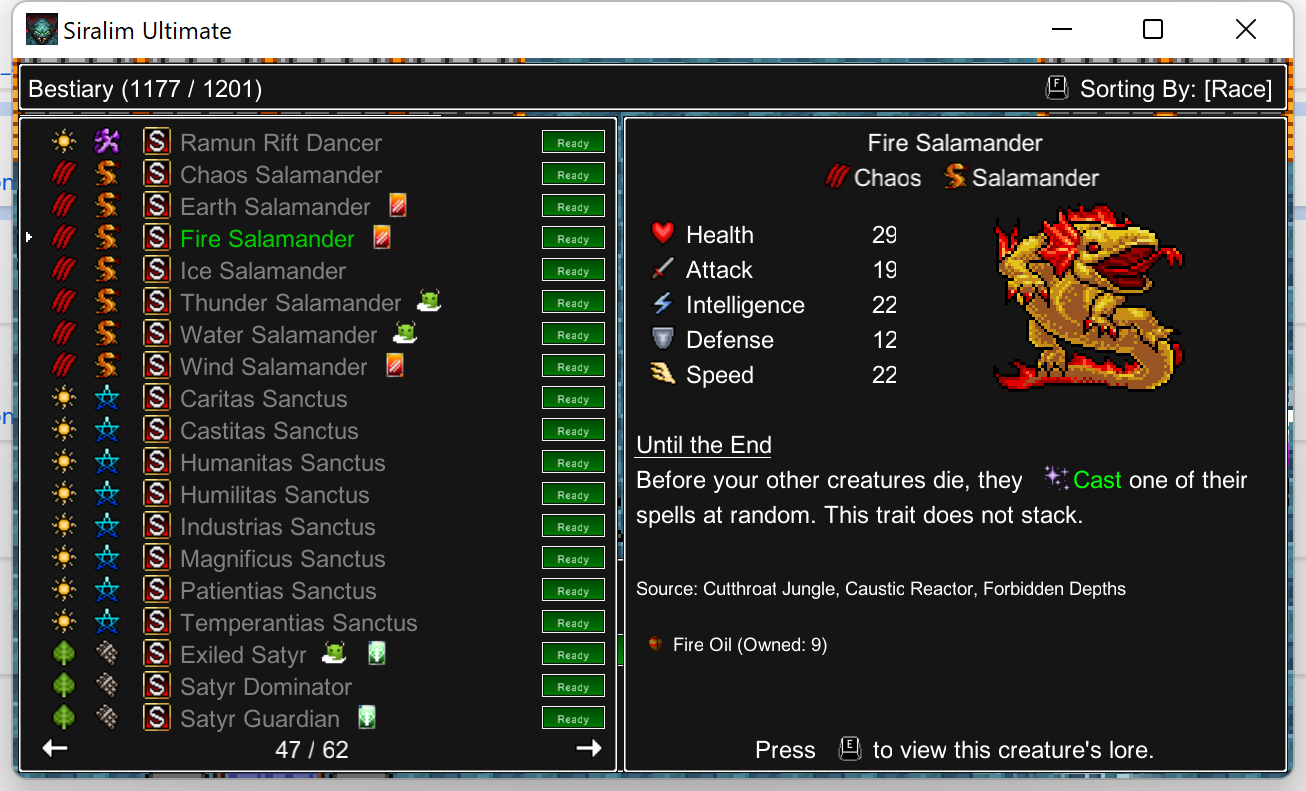 Siralim Ultimate
Bestiary (1177 / 1201)
F Sorting By: [Race]
S Ramun Rift Dancer Ready
S Chaos Salamander Ready
S Earth Salamander Ready
S Fire Salamander Ready
S Ice Salamander Ready
S Thunder Salamander Ready
S Water Salamander Ready
S Wind Salamander Ready
S Caritas Sanctus Ready
S Castitas Sanctus Ready
S Humanitas Sanctus Ready
S Humilitas Sanctus Ready
S Industrias Sanctus Ready
S Magnificus Sanctus Ready
S Patientias Sanctus Ready
S Temperantias Sanctus Ready
S Exiled Satyr Ready
S Satyr Dominator Ready
S Satyr Guardian Ready
47 / 62
Fire Salamander
Chaos Salamander
Health 29
Attack 19
Intelligence 22
Defense 12
Speed 22
Until the End
Before your other creatures die, they Cast one of their
spells at random. This trait does not stack.
Source: Cutthroat Jungle, Caustic Reactor, Forbidden Depths
Fire Oil (Owned: 9)
Press E to view this creature's lore.